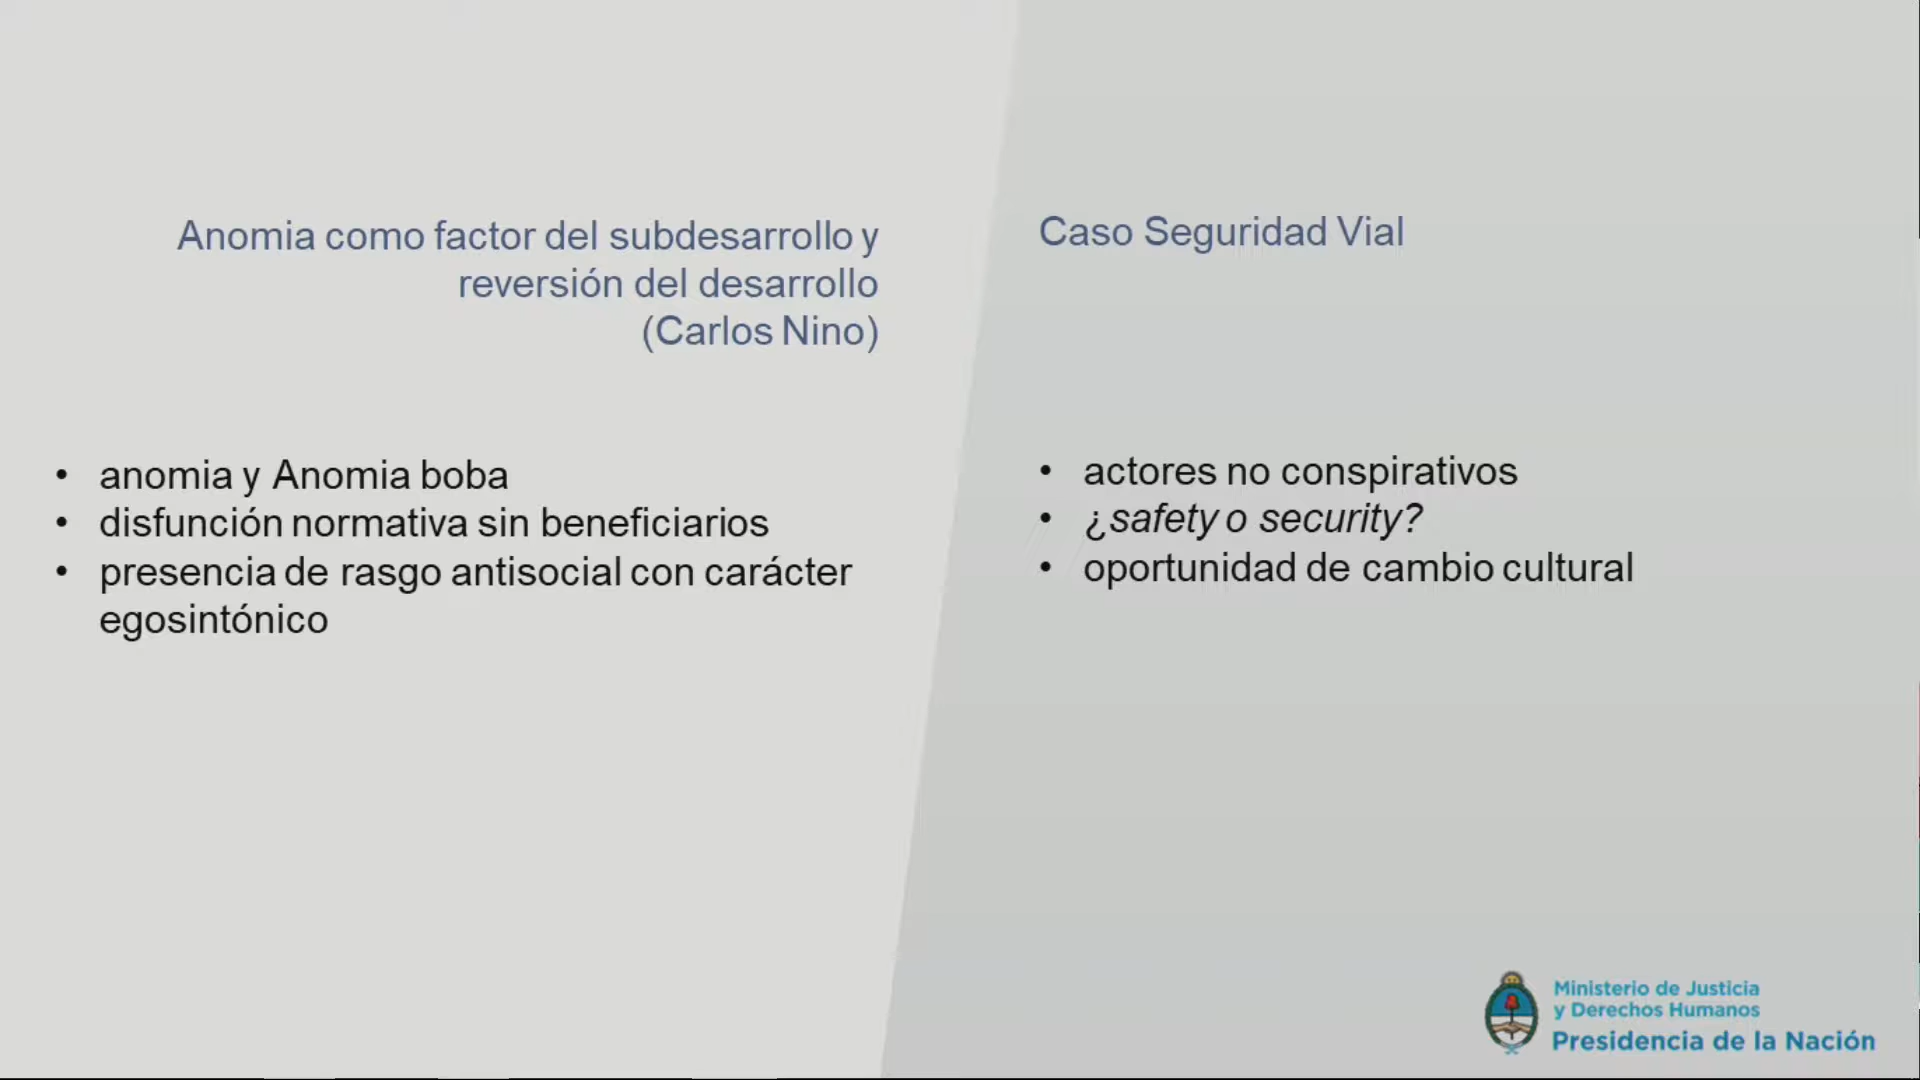 Anomia como factor del subdesarrollo y
reversión del desarrollo
(Carlos Nino)
• anomia y Anomia boba
• disfunción normativa sin beneficiarios
• presencia de rasgo antisocial con carácter
egosintónico
Caso Seguridad Vial
• actores no conspirativos
• ¿safety o security?
• oportunidad de cambio cultural
Ministerio de Justicia
y Derechos Humanos
Presidencia de la Nación